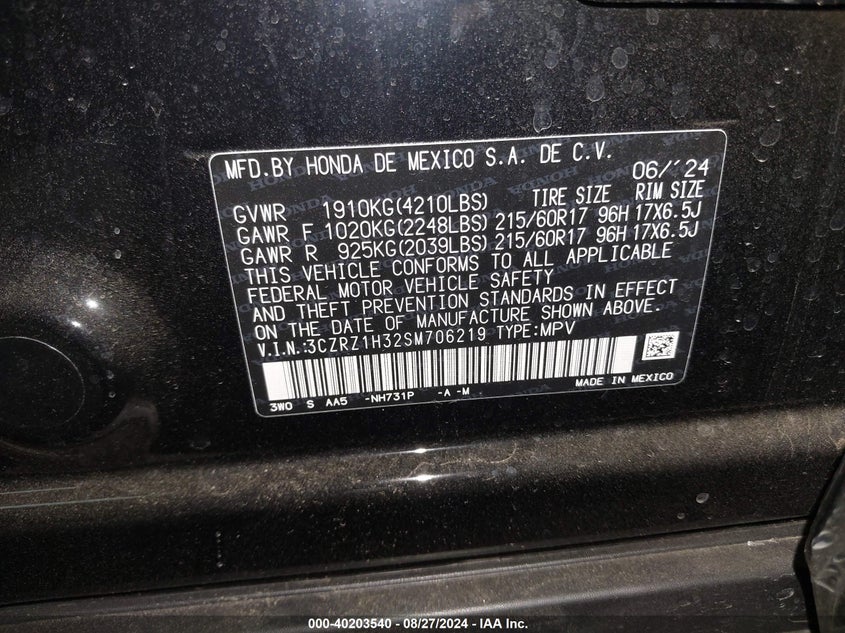 MFD.BY HONDA DE MEXICO S.A. DE C.V. 06/'24
GVWR 1910KG(4210LBS) TIRE SIZE RIM SIZE
GAWR F 1020KG(2248LBS) 215/60R17 96H 17X6.5J
GAWR R 925KG(2039LBS) 215/60R17 96H 17X6.5J
THIS VEHICLE CONFORMS TO ALL APPLICABLE
FEDERAL MOTOR VEHICLE SAFETY
AND THEFT PREVENTION STANDARDS IN EFFECT
ON THE DATE OF MANUFACTURE SHOWN ABOVE.
V.I.N.:3CZRZ1H32SM706219 TYPE:MPV
3W0 S AA5 -NH731P -A -M MADE IN MEXICO
000-40203540 - 08/27/2024 - IAA Inc.